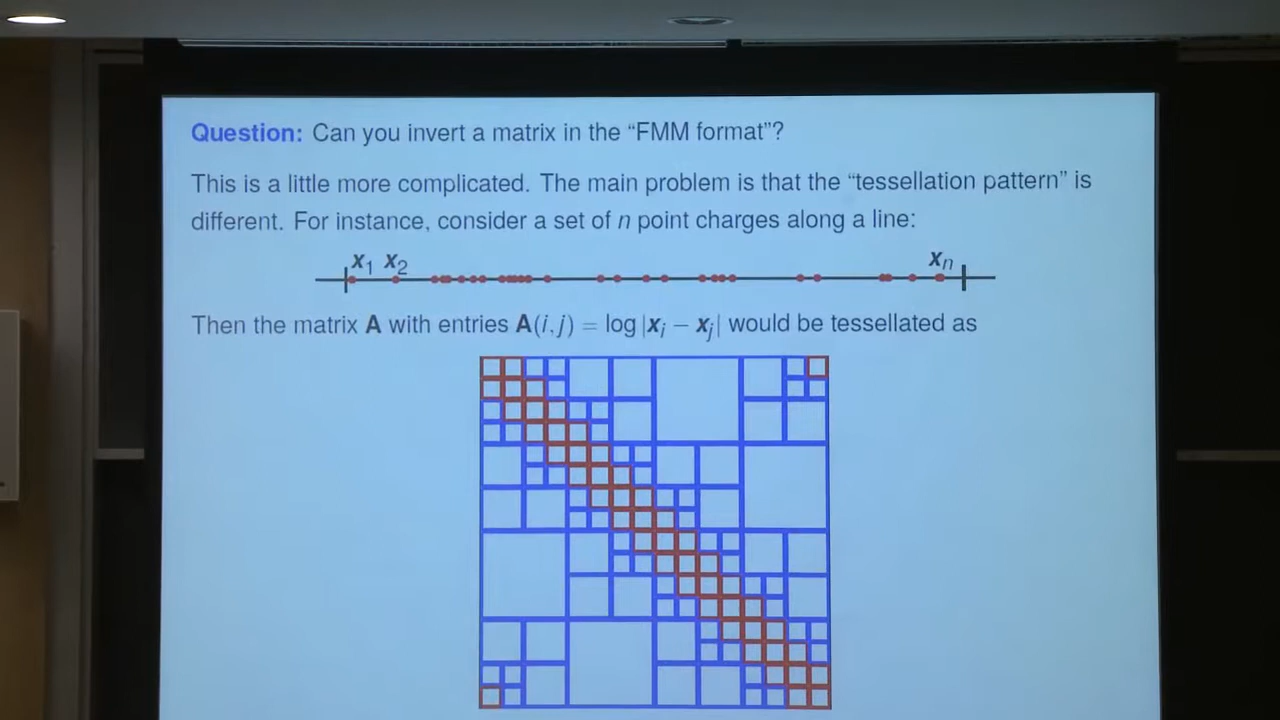 Question: Can you invert a matrix in the “FMM format”?
This is a little more complicated. The main problem is that the “tessellation pattern” is
different. For instance, consider a set of n point charges along a line:
x₁ x₂ xₙ
Then the matrix A with entries A(i,j) = log |xᵢ − xⱼ| would be tessellated as